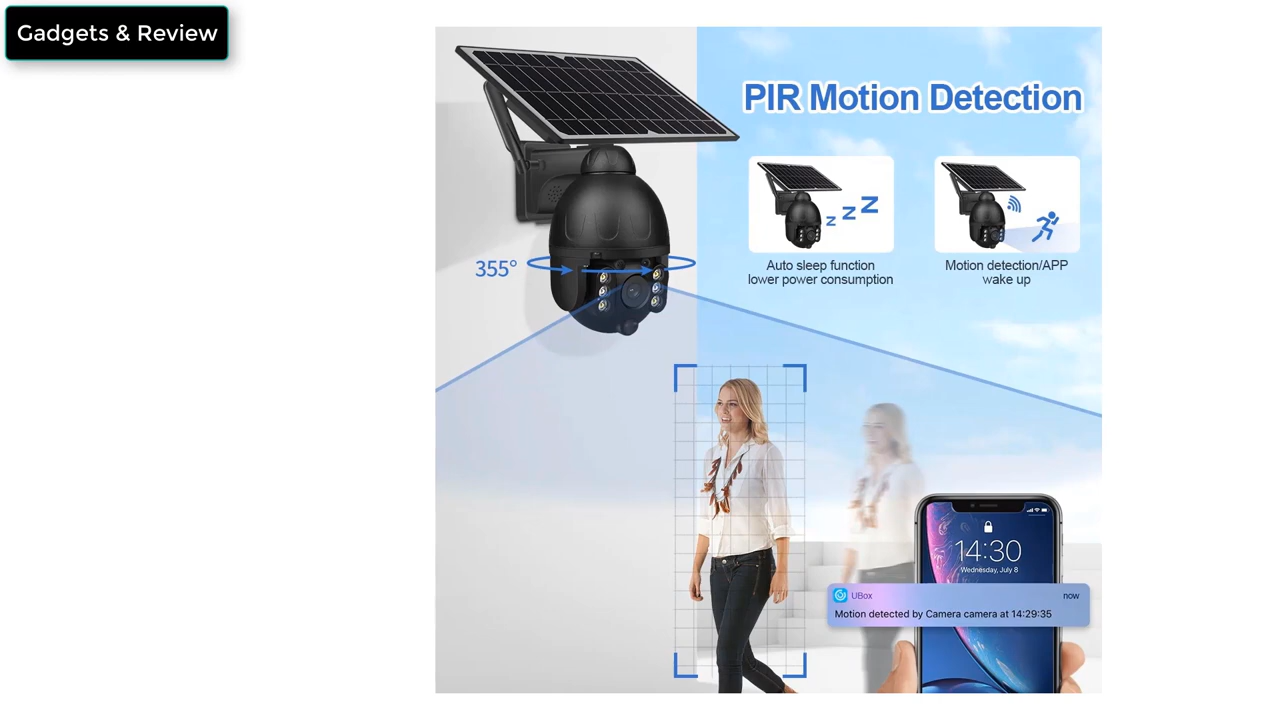 Gadgets & Review
PIR Motion Detection
z z z
Auto sleep function
lower power consumption
Motion detection/APP
wake up
355°
14:30
Wednesday, July 8
UBox
now
Motion detected by Camera camera at 14:29:35